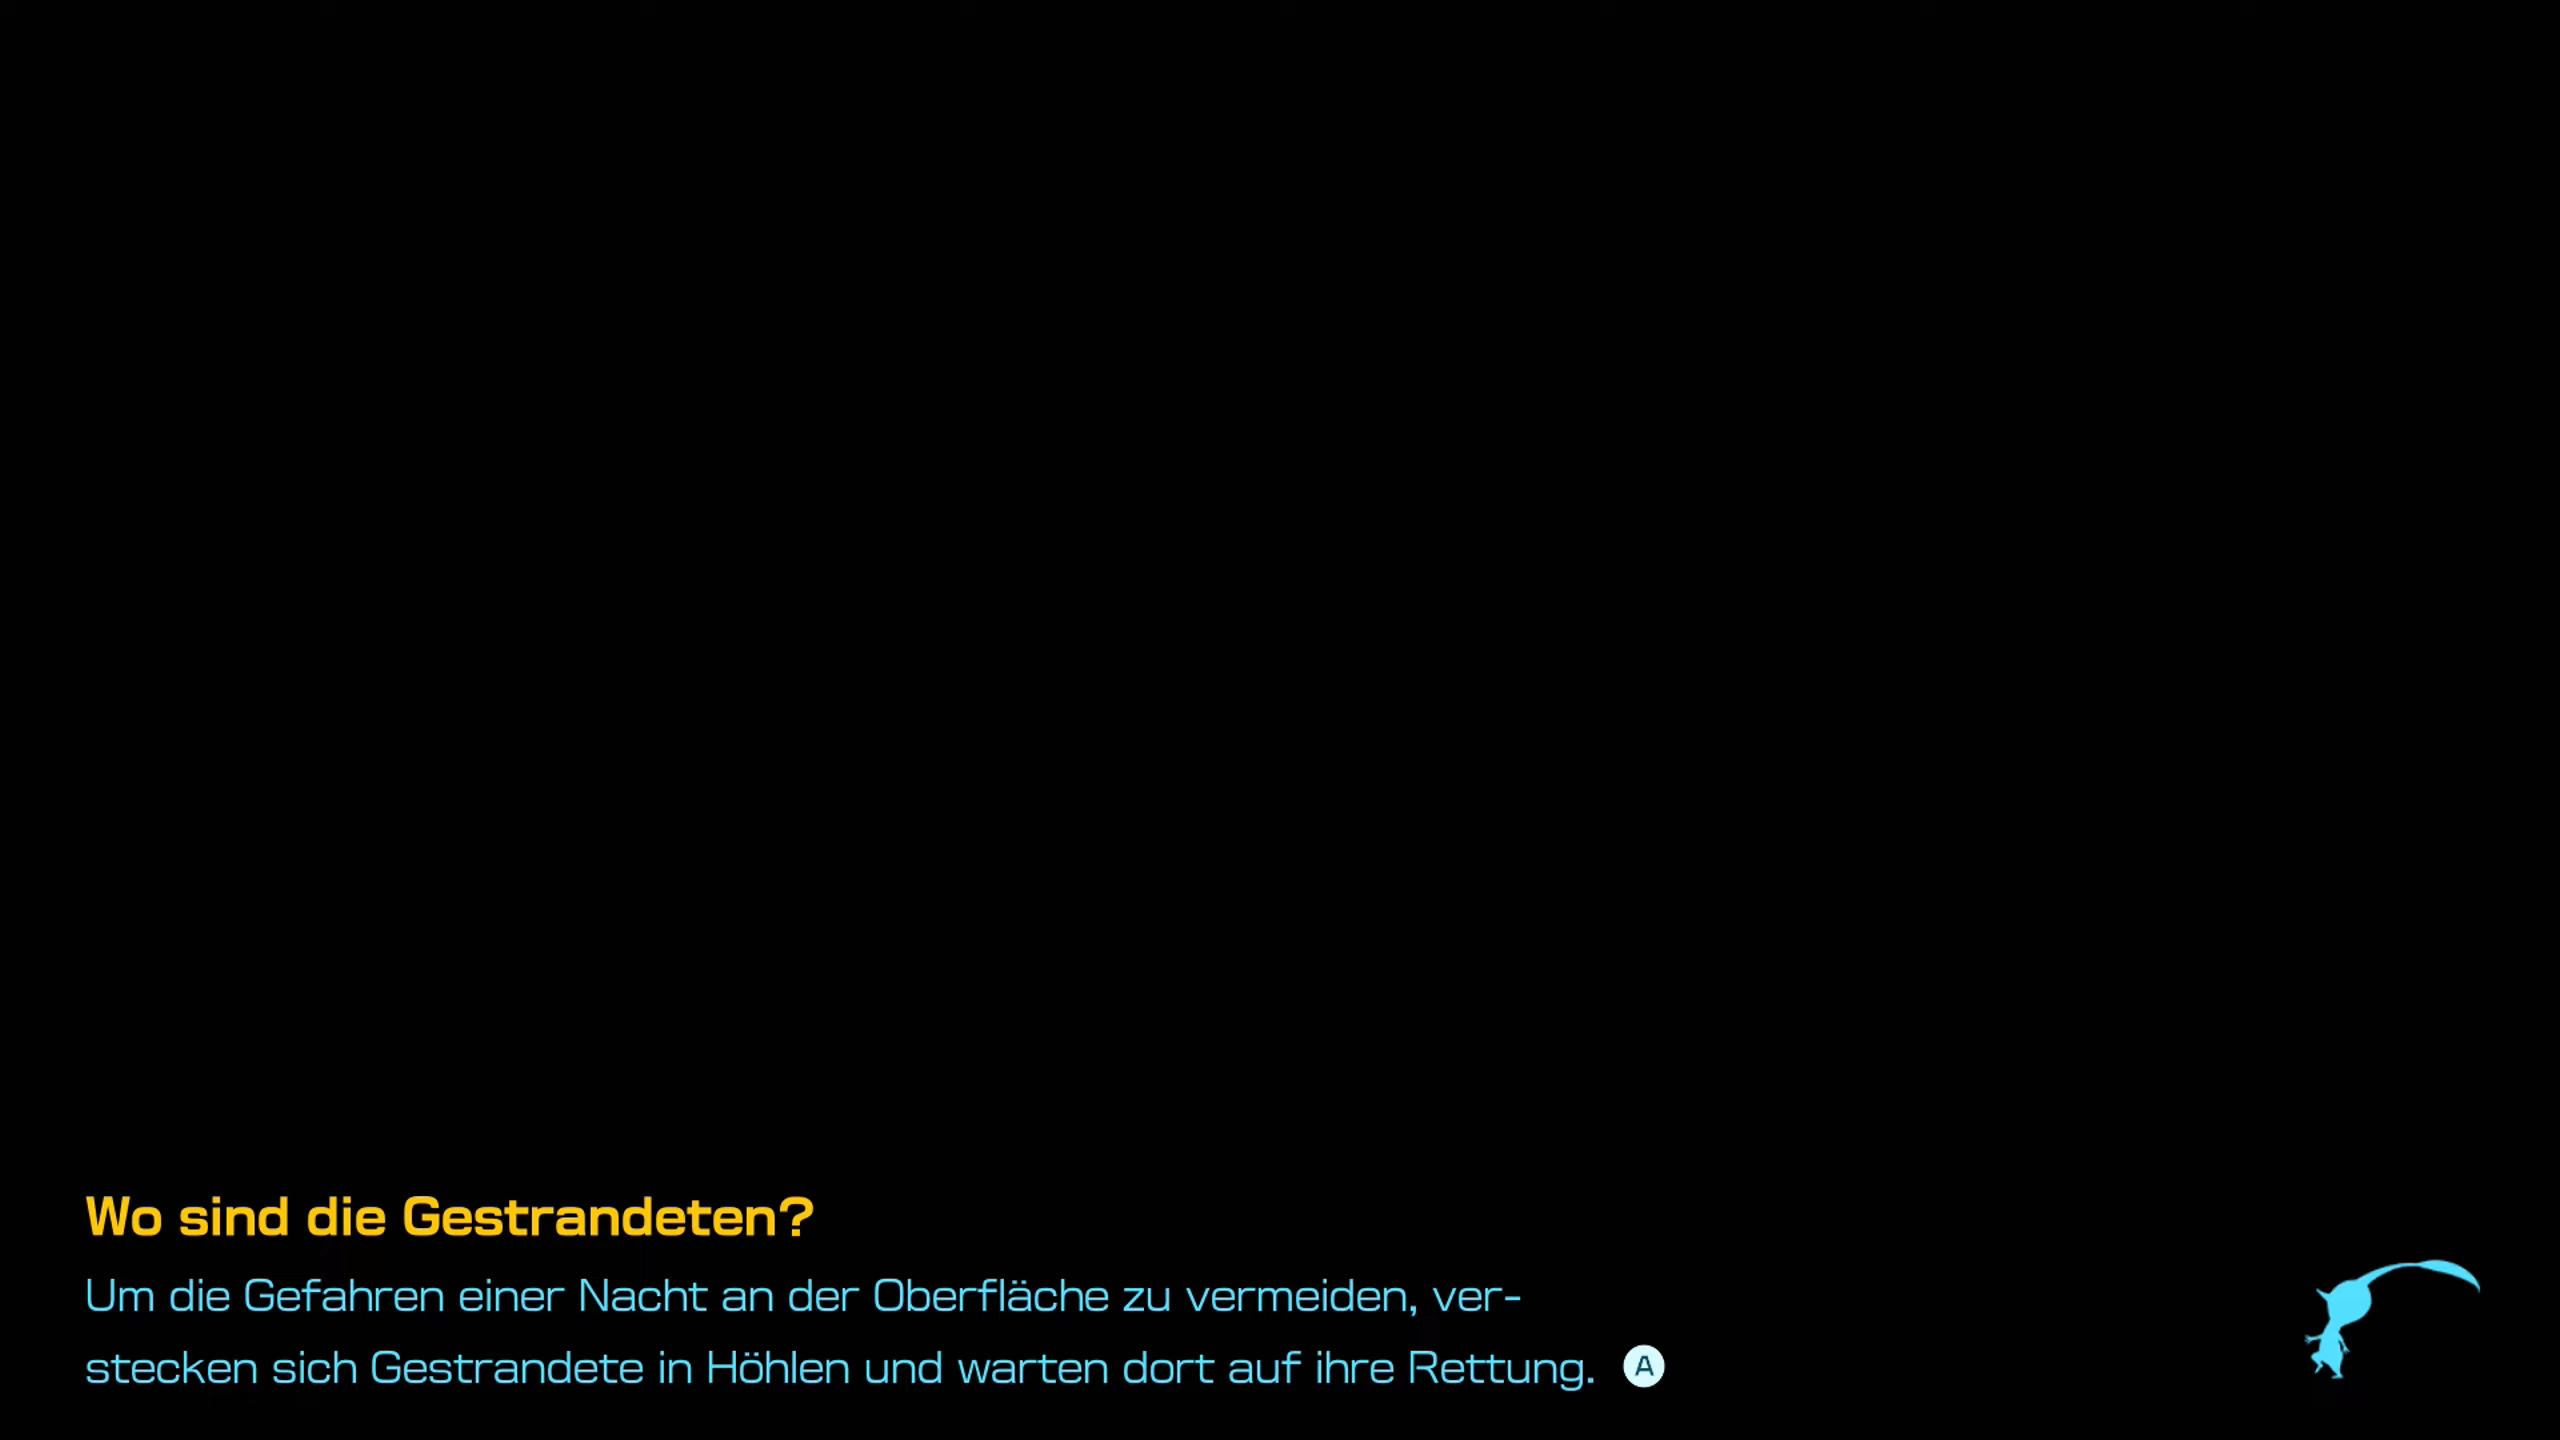 Wo sind die Gestrandeten?
Um die Gefahren einer Nacht an der Oberfläche zu vermeiden, ver-
stecken sich Gestrandete in Höhlen und warten dort auf ihre Rettung. A